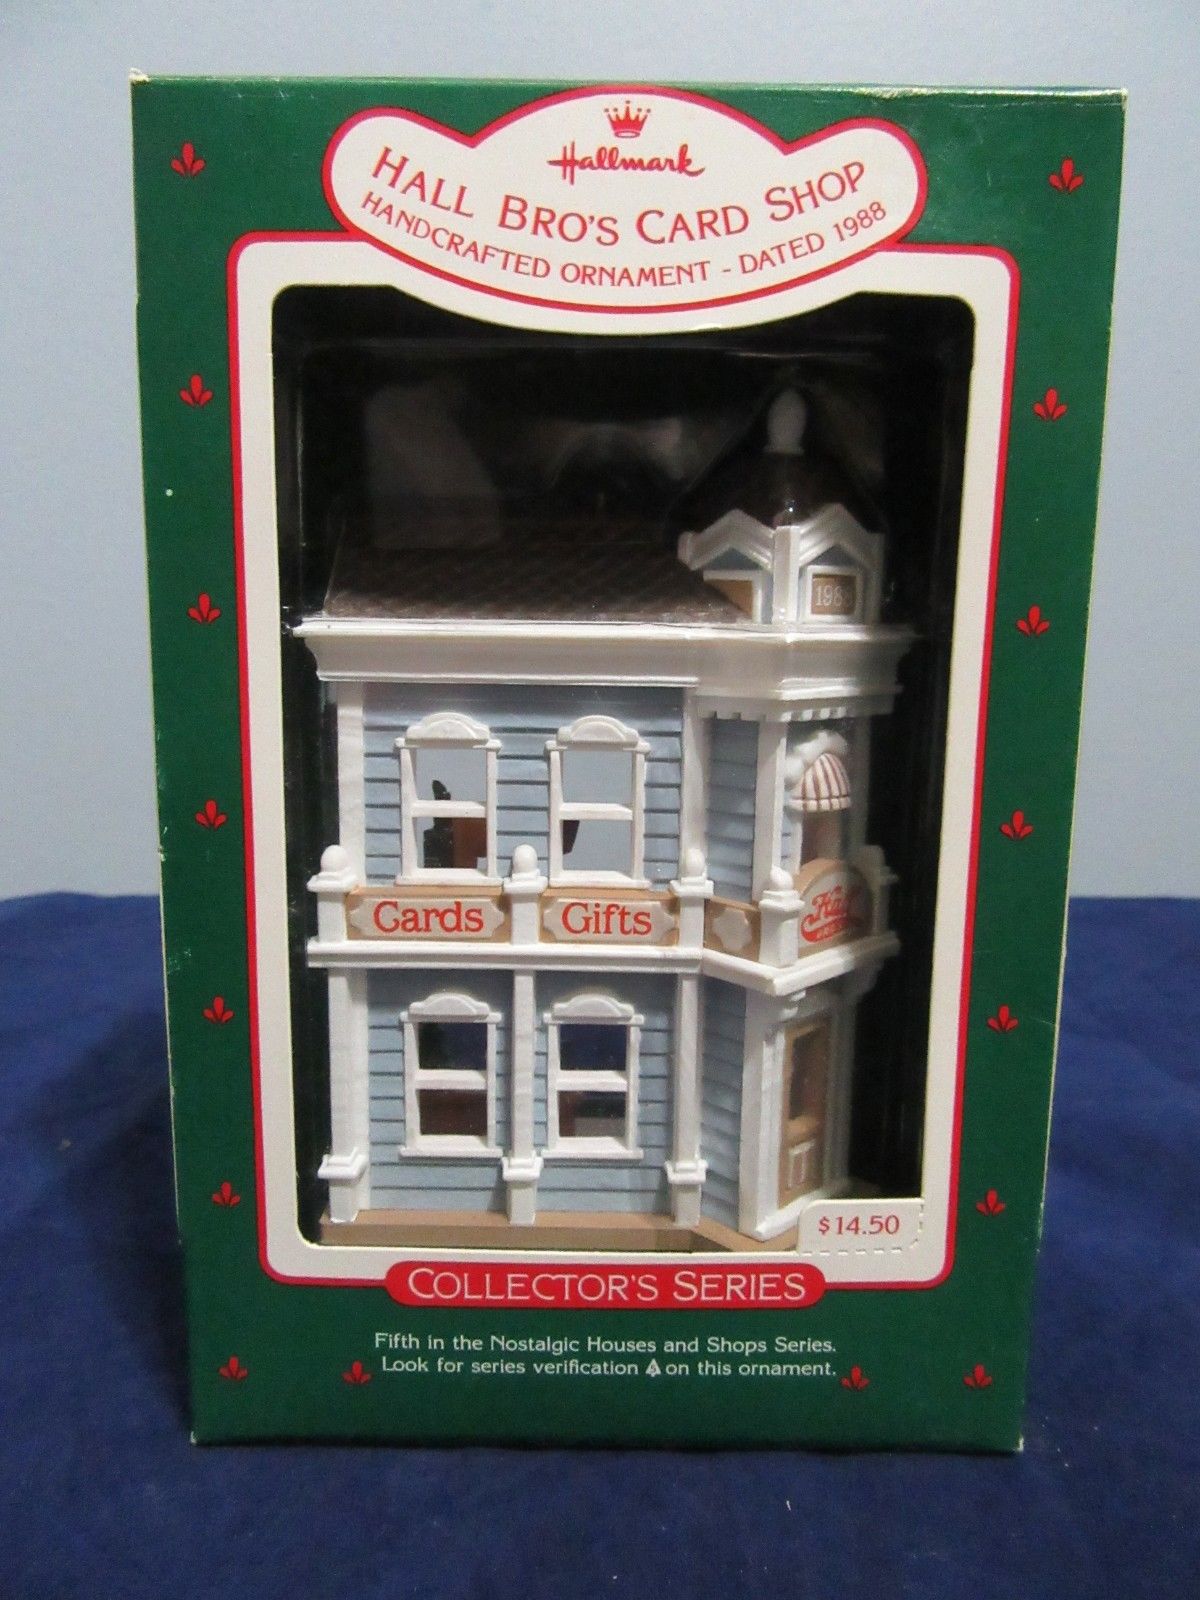 Hallmark
HALL BRO'S CARD SHOP
HANDCRAFTED ORNAMENT - DATED 1988
Cards
Gifts
$14.50
COLLECTOR'S SERIES
Fifth in the Nostalgic Houses and Shops Series.
Look for series verification on this ornament.